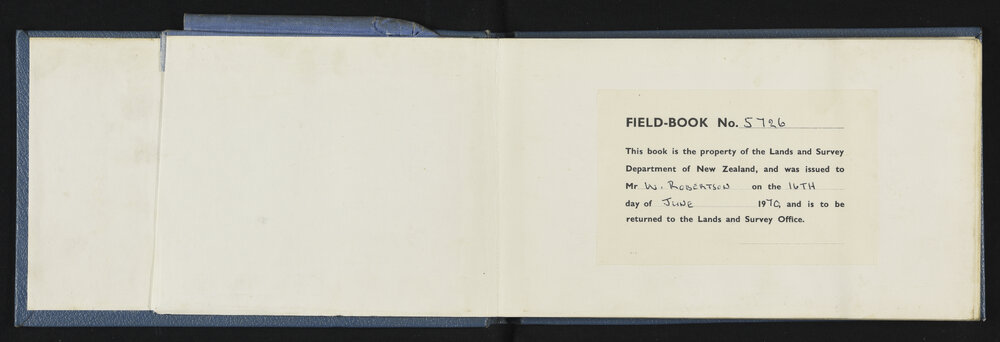 FIELD-BOOK No. 5726
This book is the property of the Lands and Survey
Department of New Zealand, and was issued to
Mr W. ROBERTSON on the 16TH
day of JUNE 1970, and is to be
returned to the Lands and Survey Office.